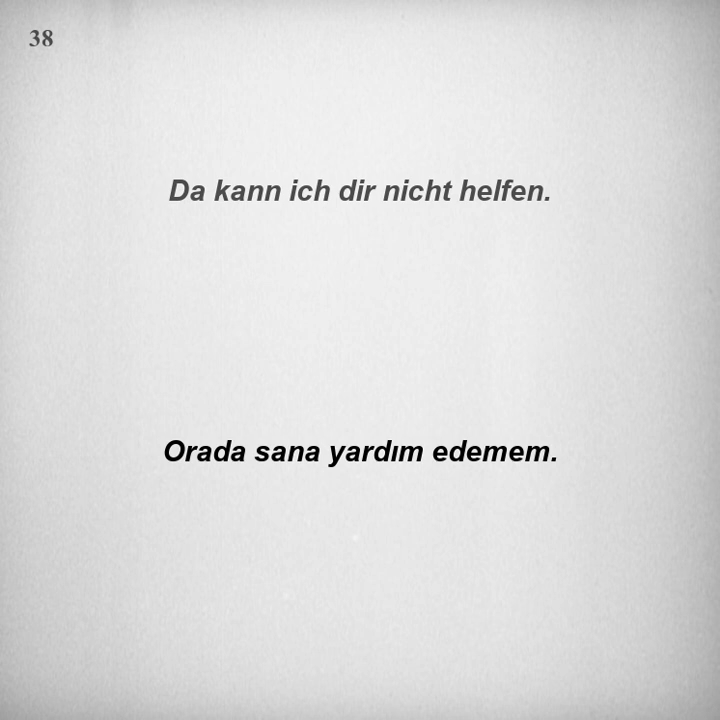 38
Da kann ich dir nicht helfen.
Orada sana yardım edemem.